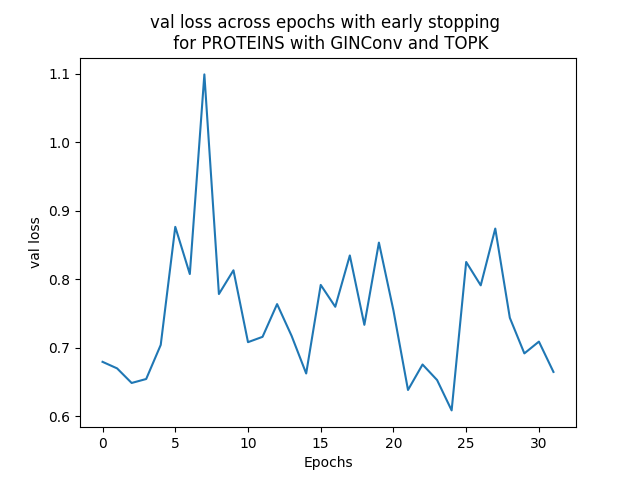 val loss across epochs with early stopping
for PROTEINS with GINConv and TOPK
1.1
1.0
0.9
0.8
0.7
0.6
val loss
0 5 10 15 20 25 30
Epochs